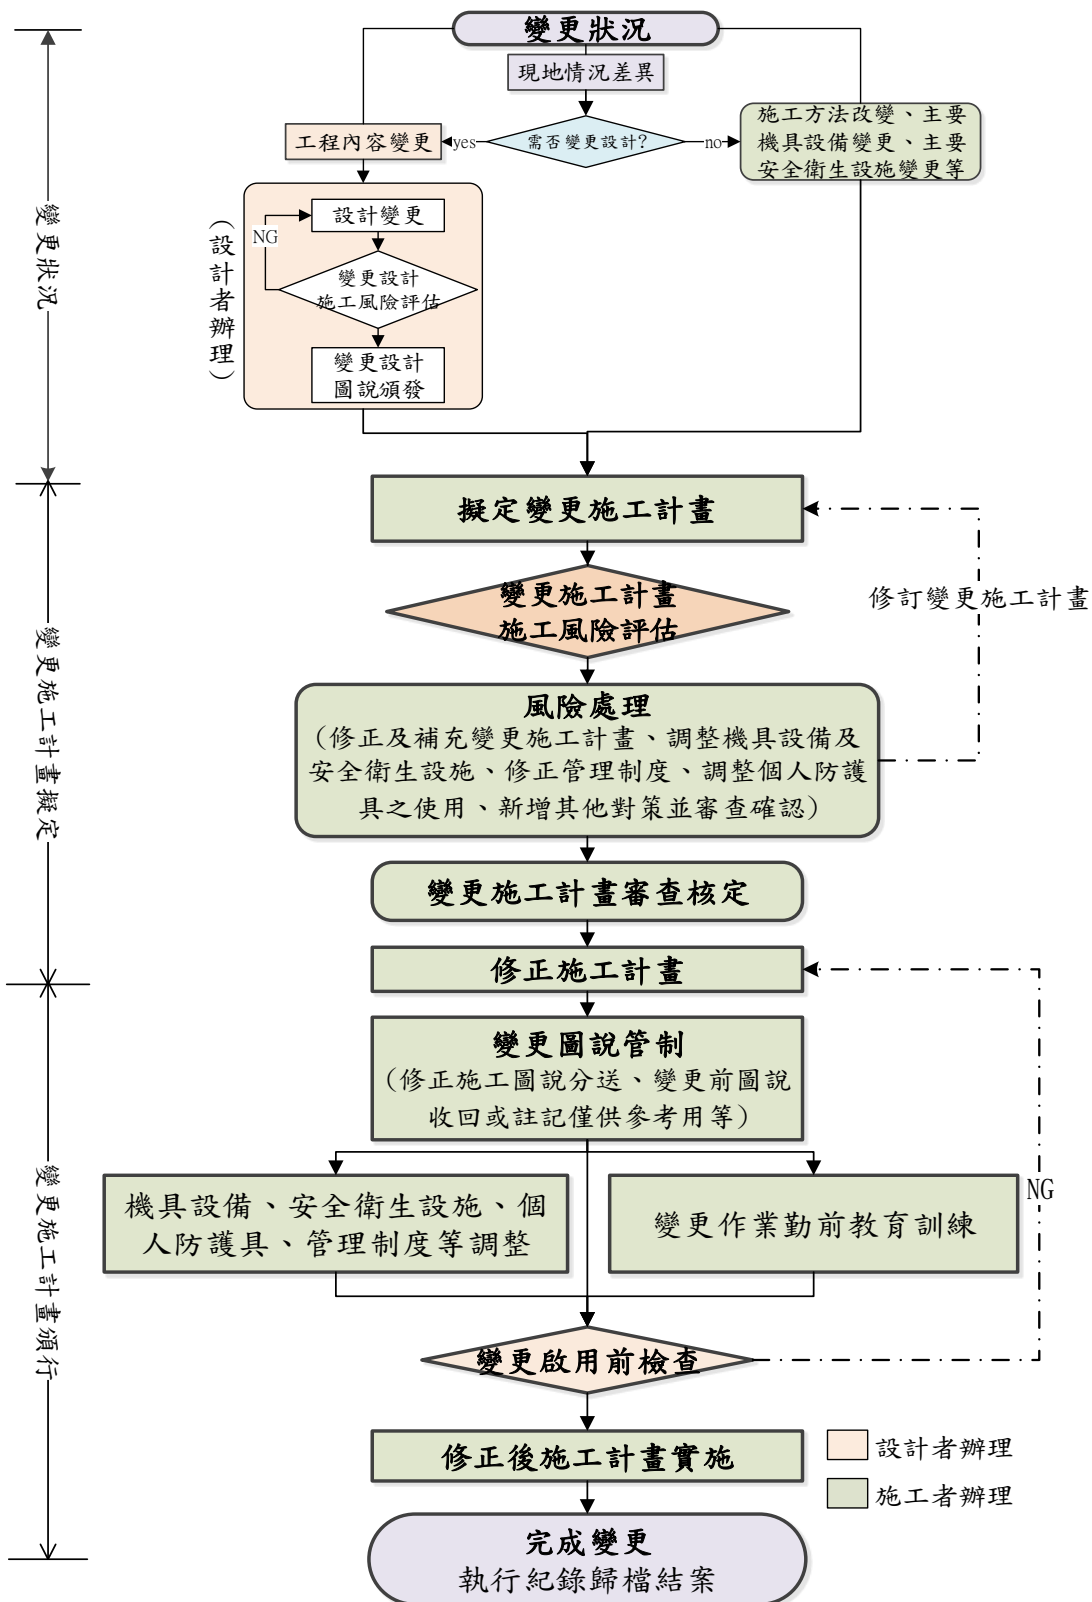 變更狀況
現地情況差異
需否變更設計?
yes
no
工程內容變更
施工方法改變、主要
機具設備變更、主要
安全衛生設施變更等
設計變更
NG
變更設計
施工風險評估
變更設計
圖說頒發
（設計者辦理）
變更狀況
擬定變更施工計畫
變更施工計畫
施工風險評估
修訂變更施工計畫
風險處理
（修正及補充變更施工計畫、調整機具設備及
安全衛生設施、修正管理制度、調整個人防護
具之使用、新增其他對策並審查確認）
變更施工計畫審查核定
變更施工計畫擬定
修正施工計畫
變更圖說管制
（修正施工圖說分送、變更前圖說
收回或註記僅供參考用等）
機具設備、安全衛生設施、個
人防護具、管理制度等調整
變更作業勤前教育訓練
NG
變更施工計畫頒行
變更啟用前檢查
修正後施工計畫實施
設計者辦理
施工者辦理
完成變更
執行紀錄歸檔結案